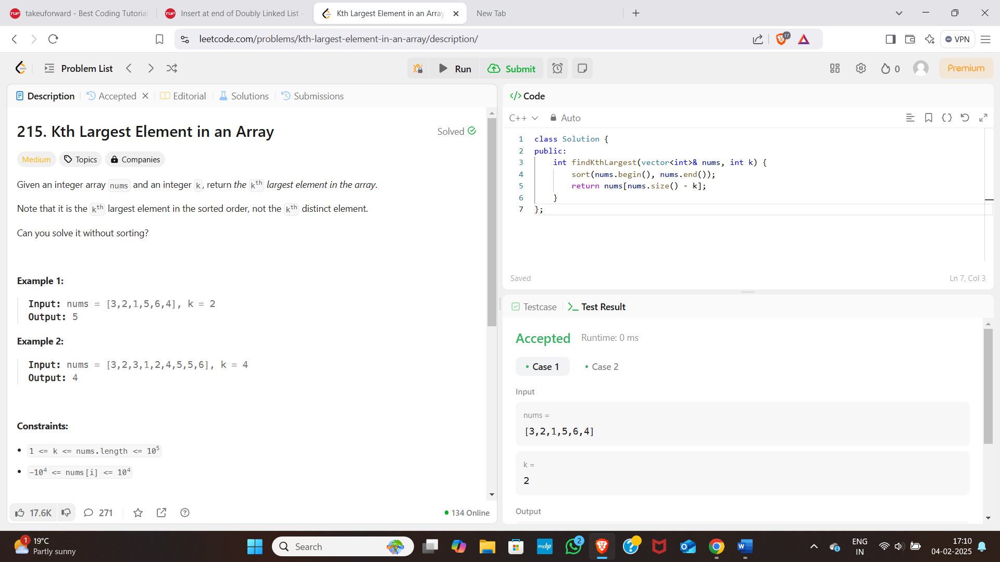 takeuforward - Best Coding Tutorial
Insert at end of Doubly Linked List -
Kth Largest Element in an Array
New Tab
leetcode.com/problems/kth-largest-element-in-an-array/description/
17
VPN
Problem List
Run
Submit
0
Premium
Description
Accepted
Editorial
Solutions
Submissions
215. Kth Largest Element in an Array
Solved
Medium
Topics
Companies
Given an integer array nums and an integer k, return the kth largest element in the array.
Note that it is the kth largest element in the sorted order, not the kth distinct element.
Can you solve it without sorting?
Example 1:
Input: nums = [3,2,1,5,6,4], k = 2
Output: 5
Example 2:
Input: nums = [3,2,3,1,2,4,5,5,6], k = 4
Output: 4
Constraints:
• 1 <= k <= nums.length <= 10^5
• -10^4 <= nums[i] <= 10^4
17.6K
271
134 Online
</> Code
C++
Auto
1 class Solution {
2 public:
3 int findKthLargest(vector<int>& nums, int k) {
4 sort(nums.begin(), nums.end());
5 return nums[nums.size() - k];
6 }
7 };
Saved
Ln 7, Col 3
Testcase
Test Result
Accepted
Runtime: 0 ms
• Case 1
• Case 2
Input
nums =
[3,2,1,5,6,4]
k =
2
Output
1
19°C
Partly sunny
Search
myhp
2
ENG
IN
17:10
04-02-2025